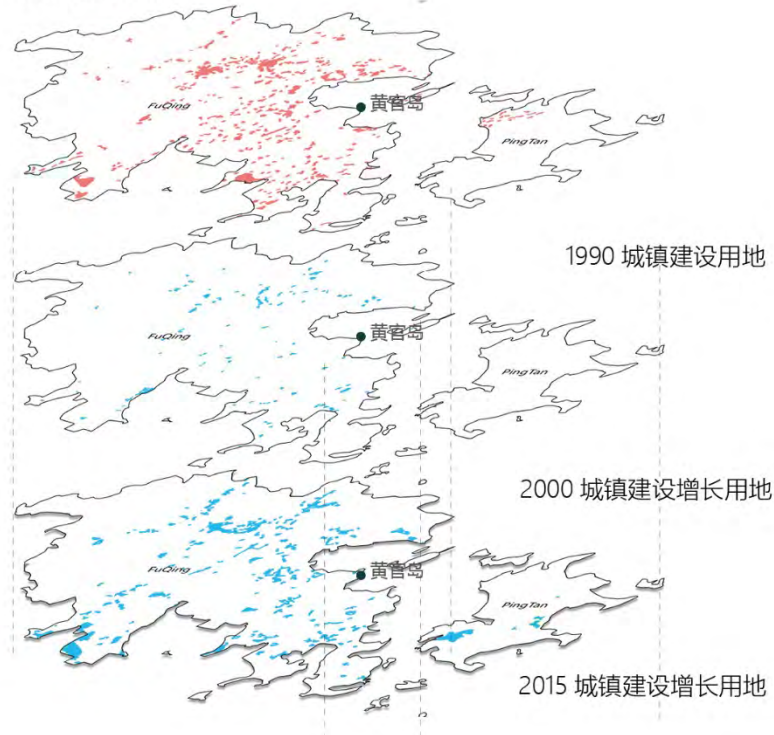 FuQing
黄官岛
PingTan
1990 城镇建设用地
FuQing
黄官岛
PingTan
2000 城镇建设增长用地
FuQing
黄官岛
PingTan
2015 城镇建设增长用地